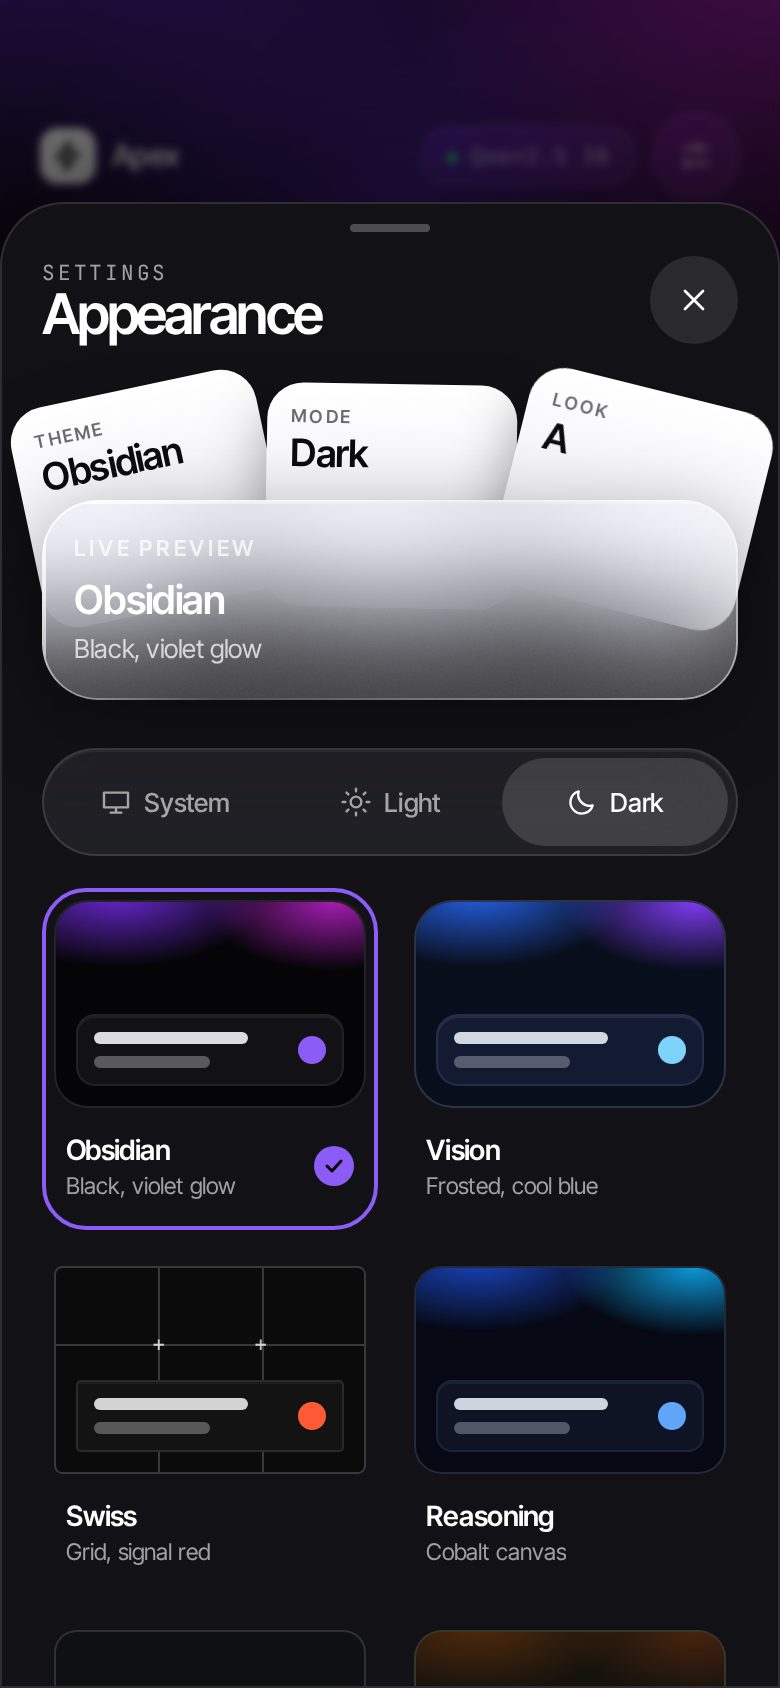 Apex
SETTINGS
Appearance
THEME
Obsidian
MODE
Dark
LOOK
A
LIVE PREVIEW
Obsidian
Black, violet glow
System
Light
Dark
Obsidian
Black, violet glow
Vision
Frosted, cool blue
Swiss
Grid, signal red
Reasoning
Cobalt canvas